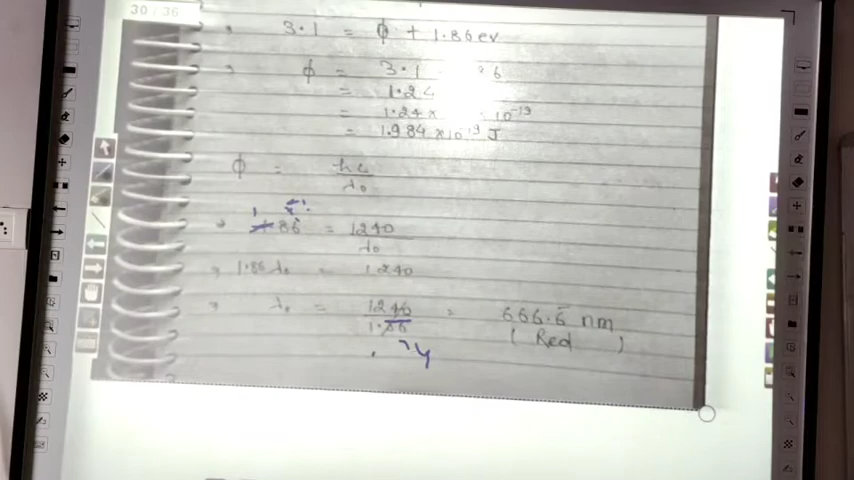 30 / 36
3.1 = ϕ + 1.86 ev
ϕ = 3.1
= 1.24
= 1.24 × 10⁻¹⁹
= 1.984 × 10⁻¹⁹ J
ϕ = hc / λ₀
86 = 1240 / λ₀
1.86 λ₀ = 1240
λ₀ = 1240 / 1.86 = 666.6 nm
( Red )